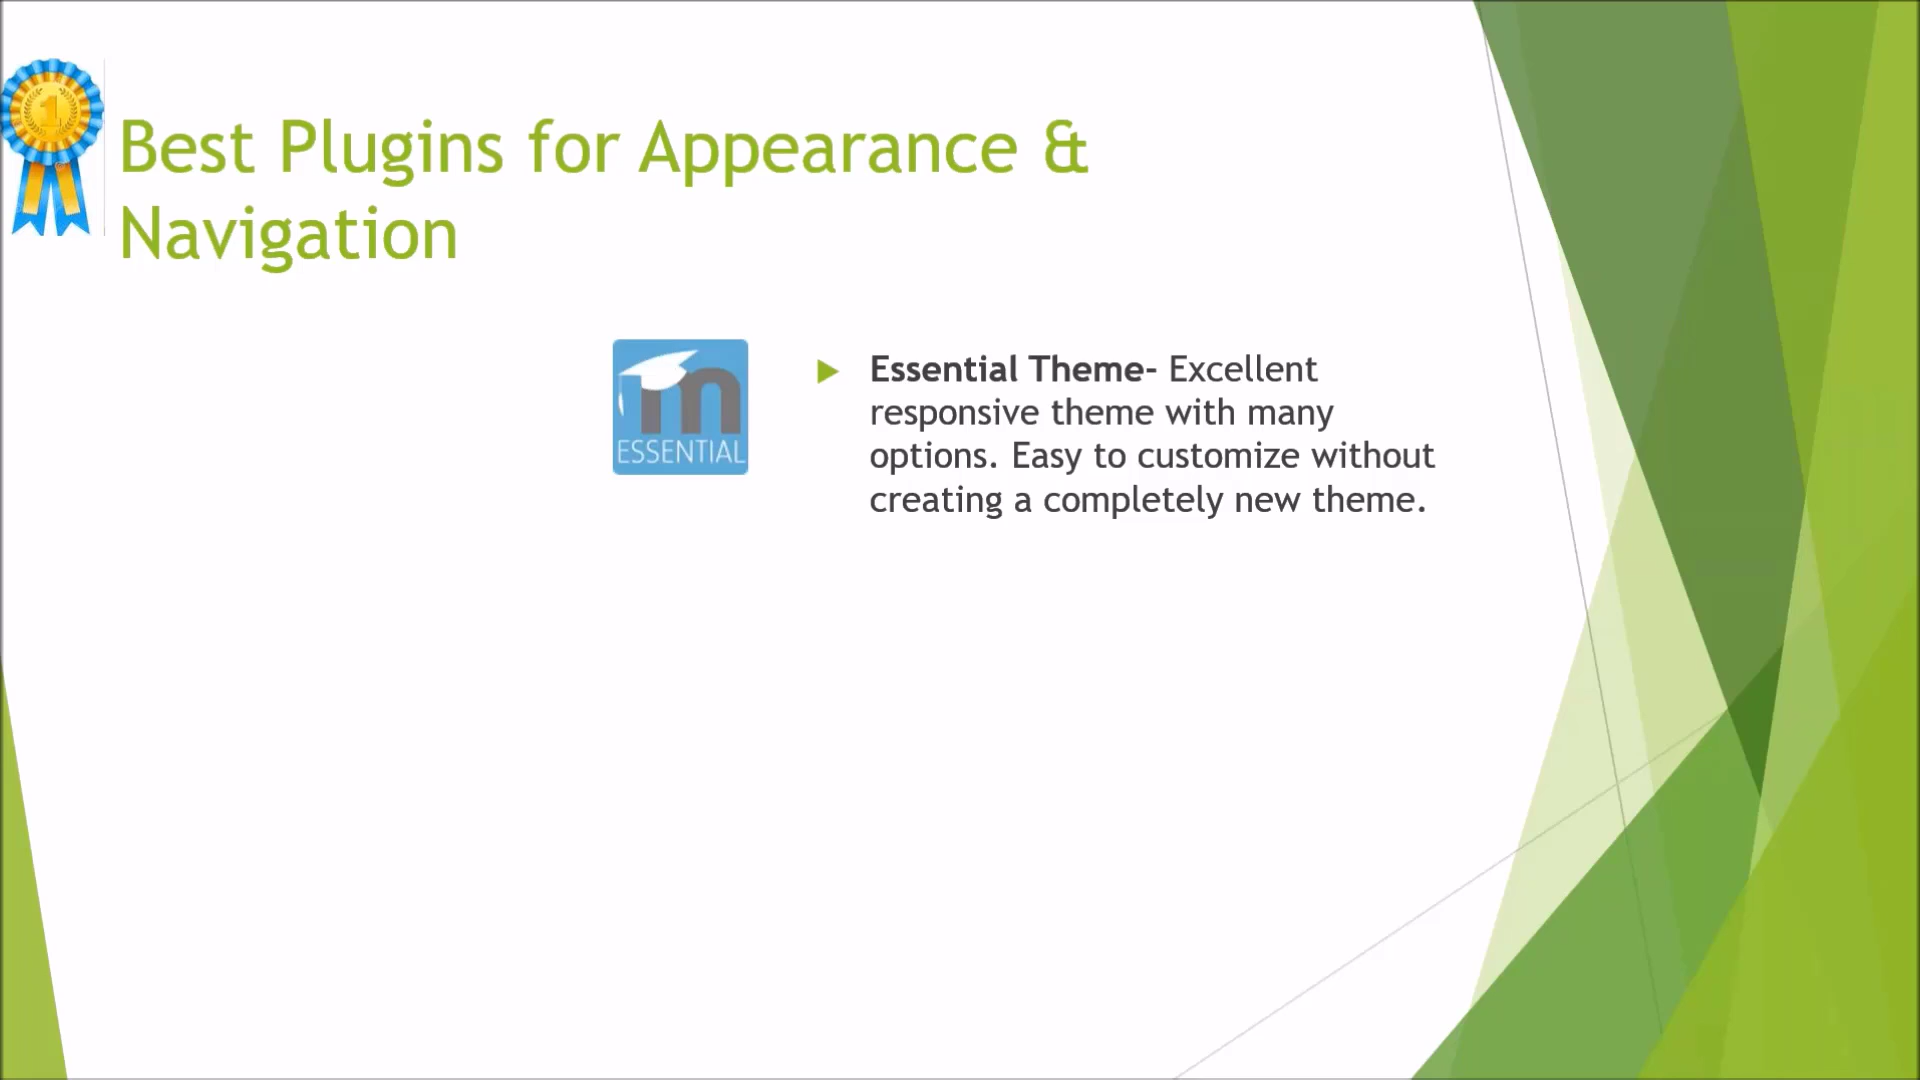 1
Best Plugins for Appearance &
Navigation
m
ESSENTIAL
Essential Theme- Excellent
responsive theme with many
options. Easy to customize without
creating a completely new theme.